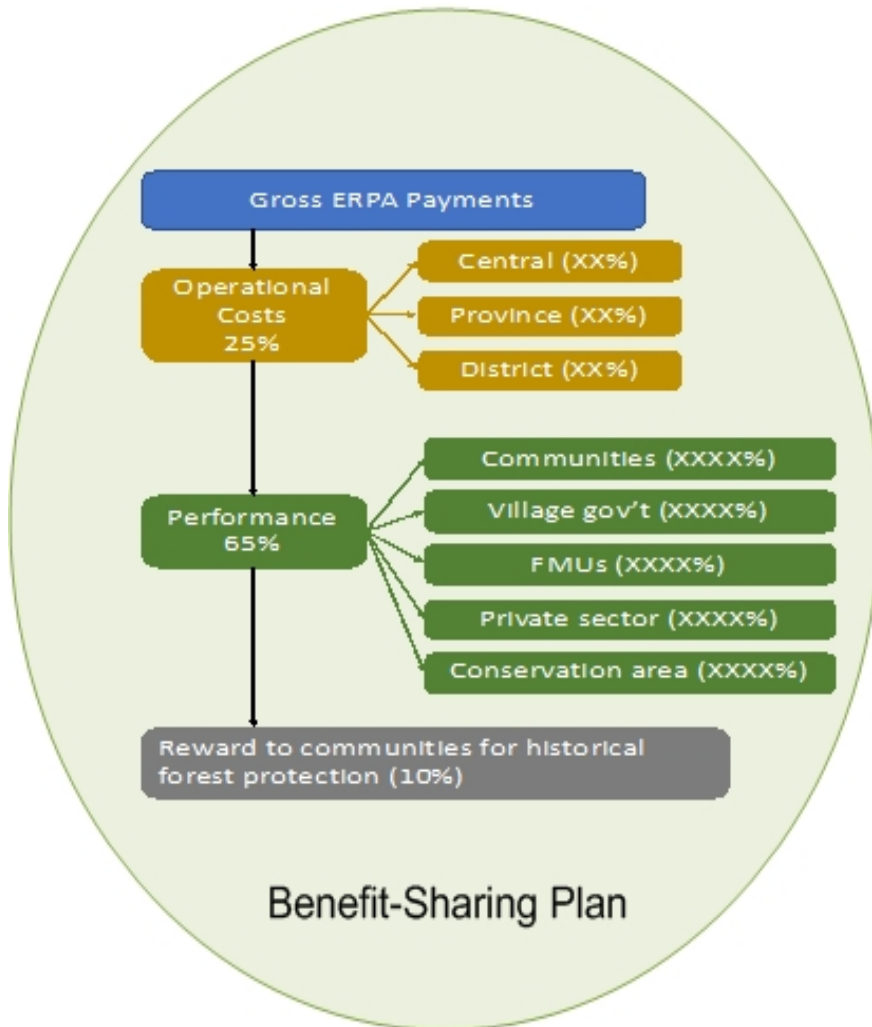 Gross ERPA Payments
Operational
Costs
25%
Central (XX%)
Province (XX%)
District (XX%)
Performance
65%
Communities (XXXX%)
Village gov’t (XXXX%)
FMUs (XXXX%)
Private sector (XXXX%)
Conservation area (XXXX%)
Reward to communities for historical
forest protection (10%)
Benefit-Sharing Plan